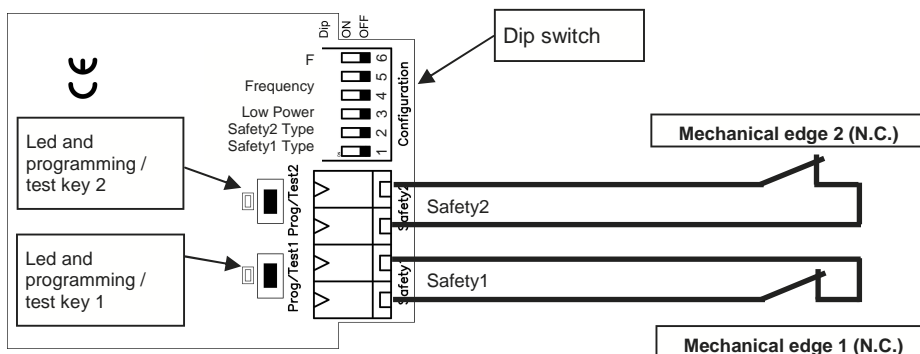 Dip
ON
OFF
Dip switch
F
6
5
Frequency
4
Low Power
3
Safety2 Type
2
Safety1 Type
1
s
Configuration
CE
Led and
programming /
test key 2
Prog/Test2
Safety2
Safety2
Mechanical edge 2 (N.C.)
Led and
programming /
test key 1
Prog/Test1
Safety
Safety1
Mechanical edge 1 (N.C.)